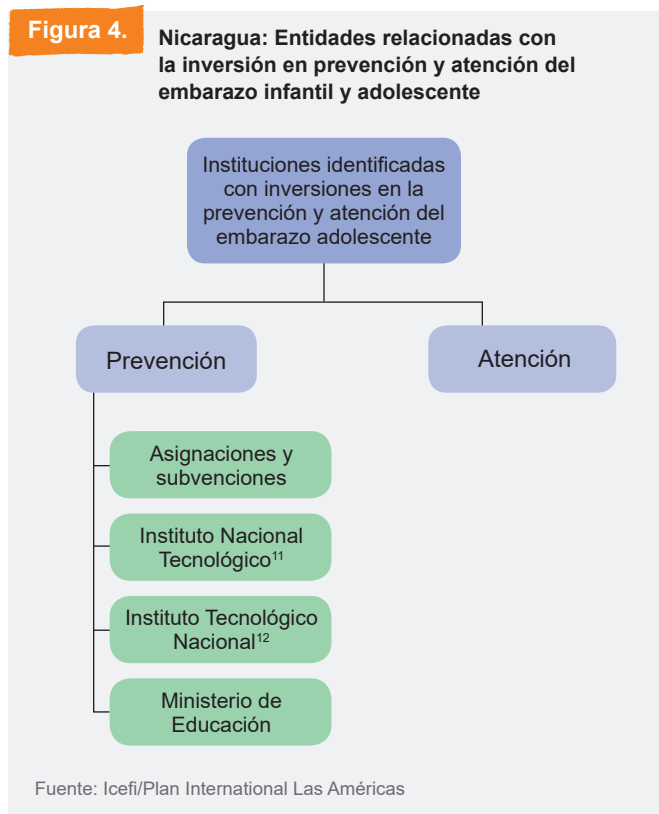 Figura 4.
Nicaragua: Entidades relacionadas con
la inversión en prevención y atención del
embarazo infantil y adolescente
Instituciones identificadas
con inversiones en la
prevención y atención del
embarazo adolescente
Prevención
Atención
Asignaciones y
subvenciones
Instituto Nacional
Tecnológico¹¹
Instituto Tecnológico
Nacional¹²
Ministerio de
Educación
Fuente: Icefi/Plan International Las Américas